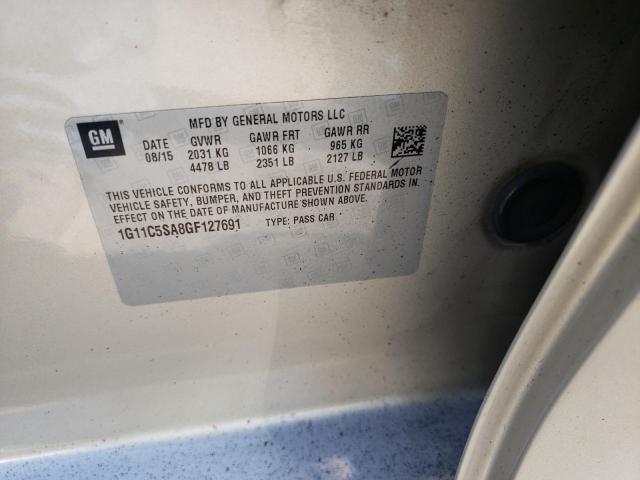 MFD BY GENERAL MOTORS LLC
GM
DATE GVWR GAWR FRT GAWR RR
08/15 2031 KG 1066 KG 965 KG
4478 LB 2351 LB 2127 LB
THIS VEHICLE CONFORMS TO ALL APPLICABLE U.S. FEDERAL MOTOR
VEHICLE SAFETY, BUMPER, AND THEFT PREVENTION STANDARDS IN
EFFECT ON THE DATE OF MANUFACTURE SHOWN ABOVE.
1G11C5SA8GF127691 TYPE: PASS CAR